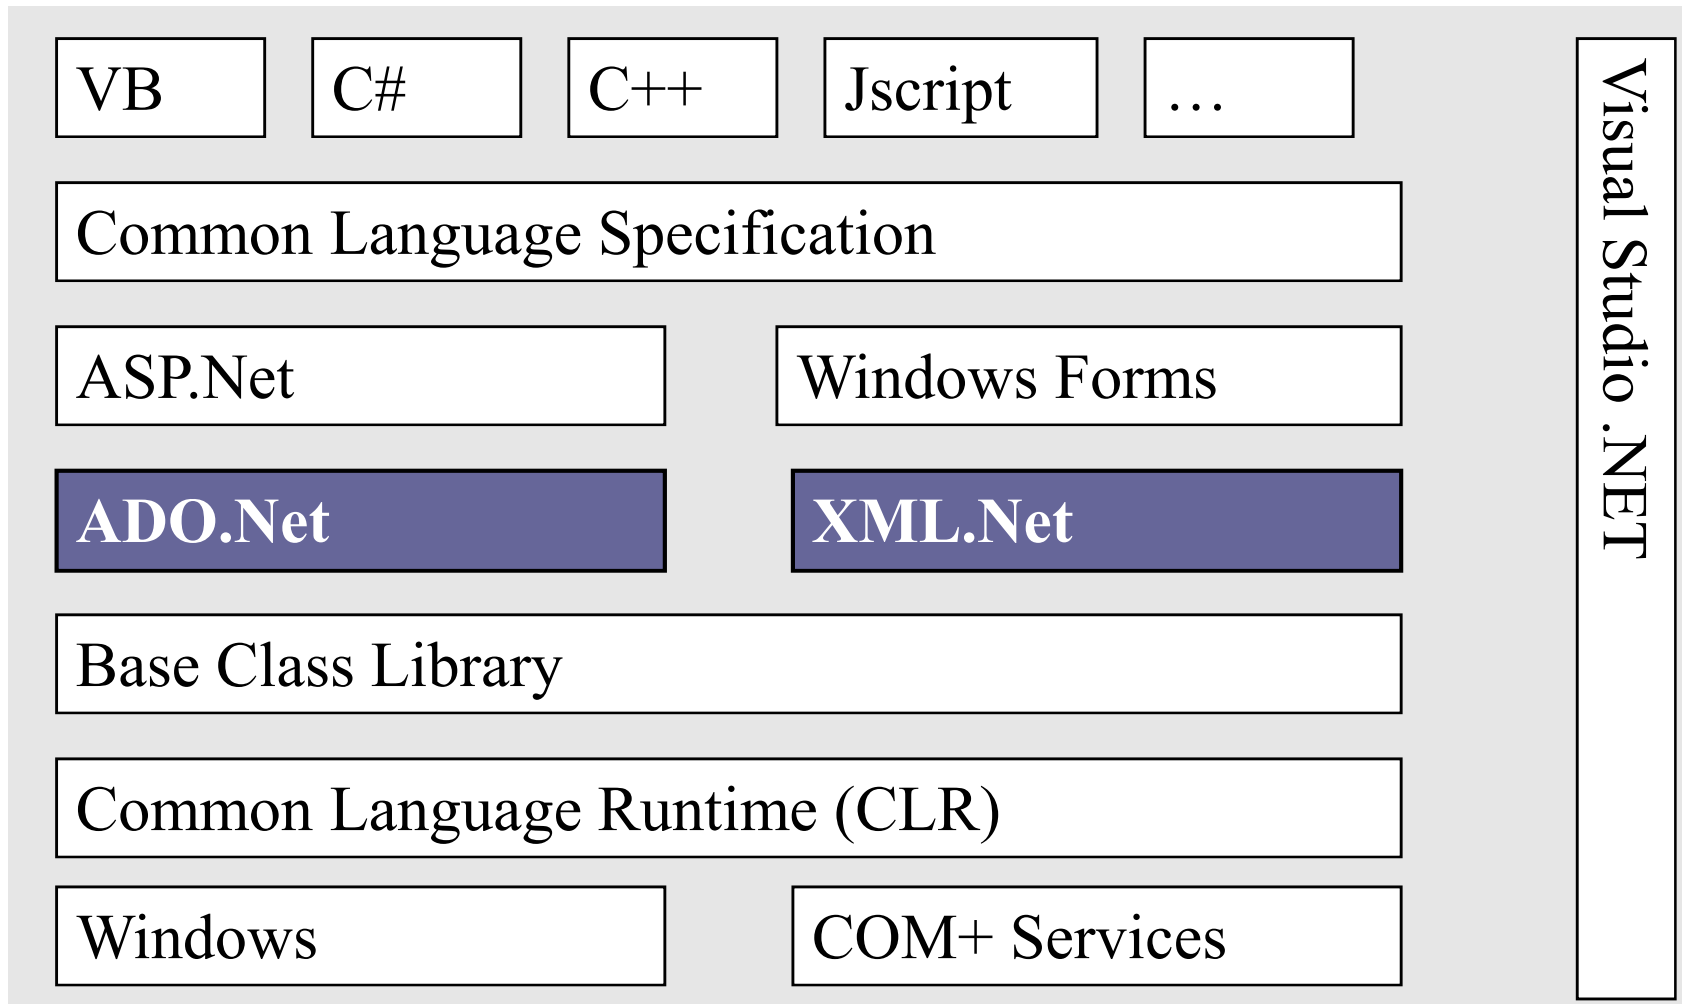 VB
C#
C++
Jscript
...
Common Language Specification
ASP.Net
Windows Forms
ADO.Net
XML.Net
Base Class Library
Common Language Runtime (CLR)
Windows
COM+ Services
Visual Studio .NET